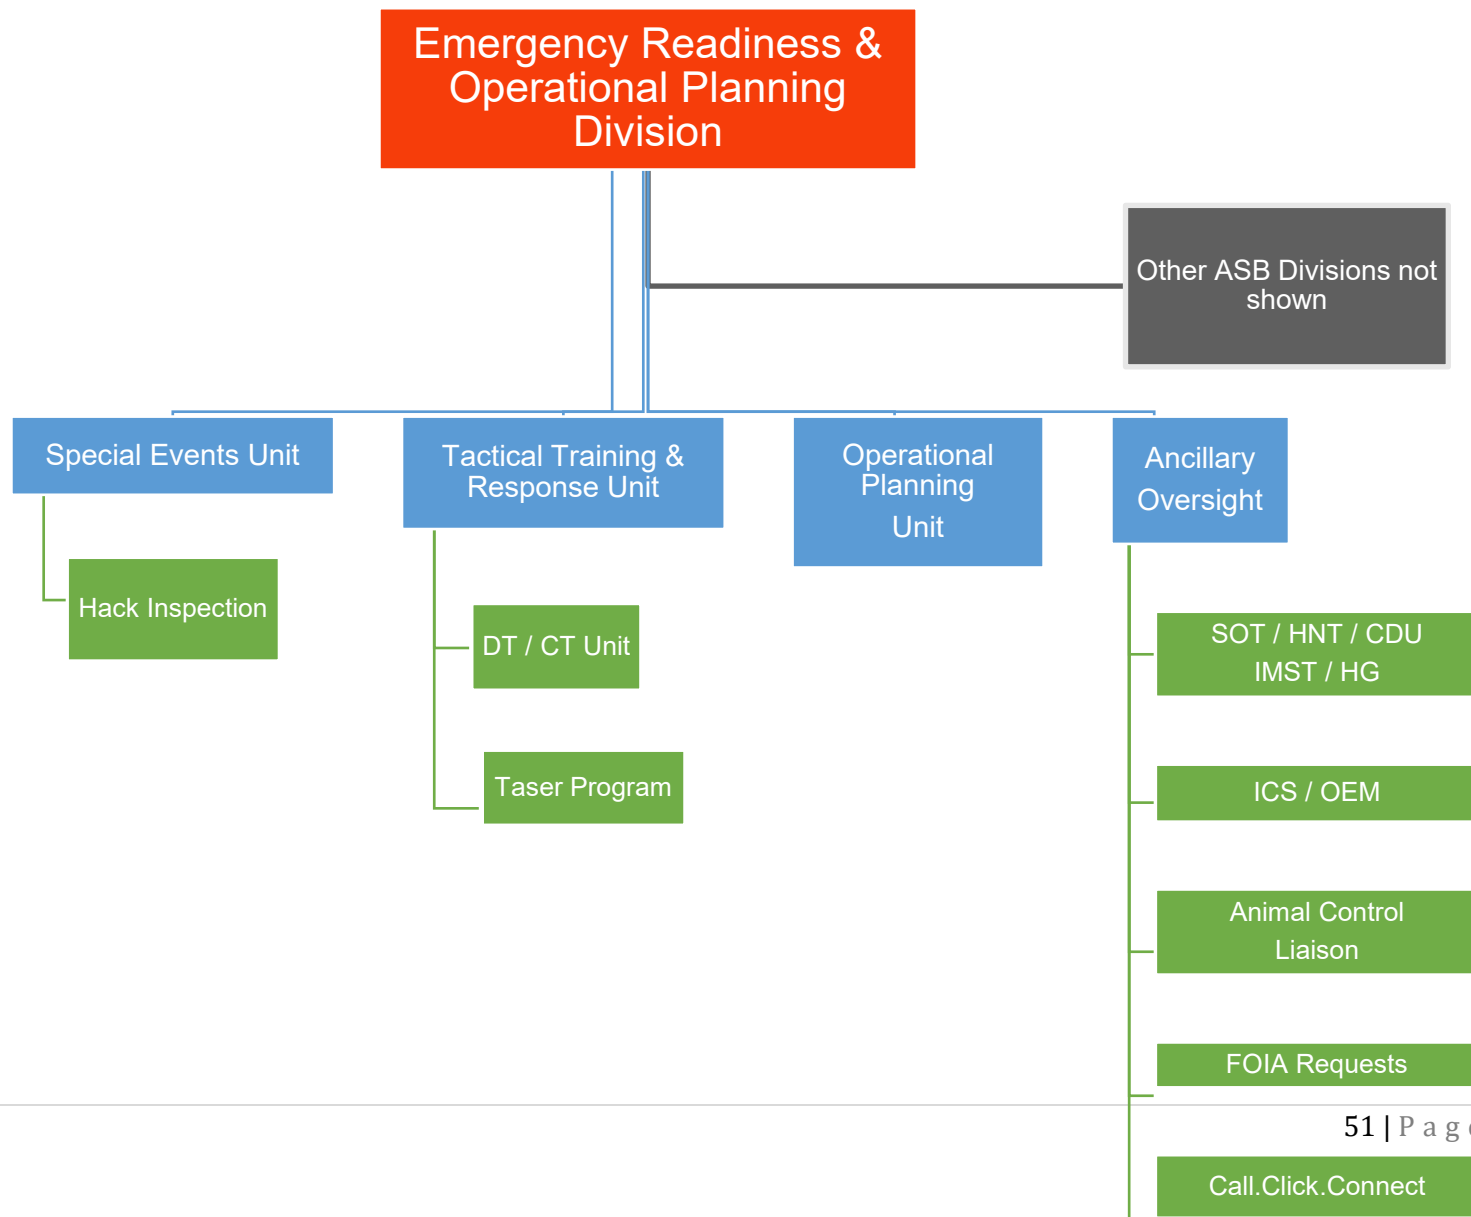 Emergency Readiness &
Operational Planning
Division
Other ASB Divisions not
shown
Special Events Unit
Tactical Training &
Response Unit
Operational
Planning
Unit
Ancillary
Oversight
Hack Inspection
DT / CT Unit
Taser Program
SOT / HNT / CDU
IMST / HG
ICS / OEM
Animal Control
Liaison
FOIA Requests
51 | P a g
Call.Click.Connect